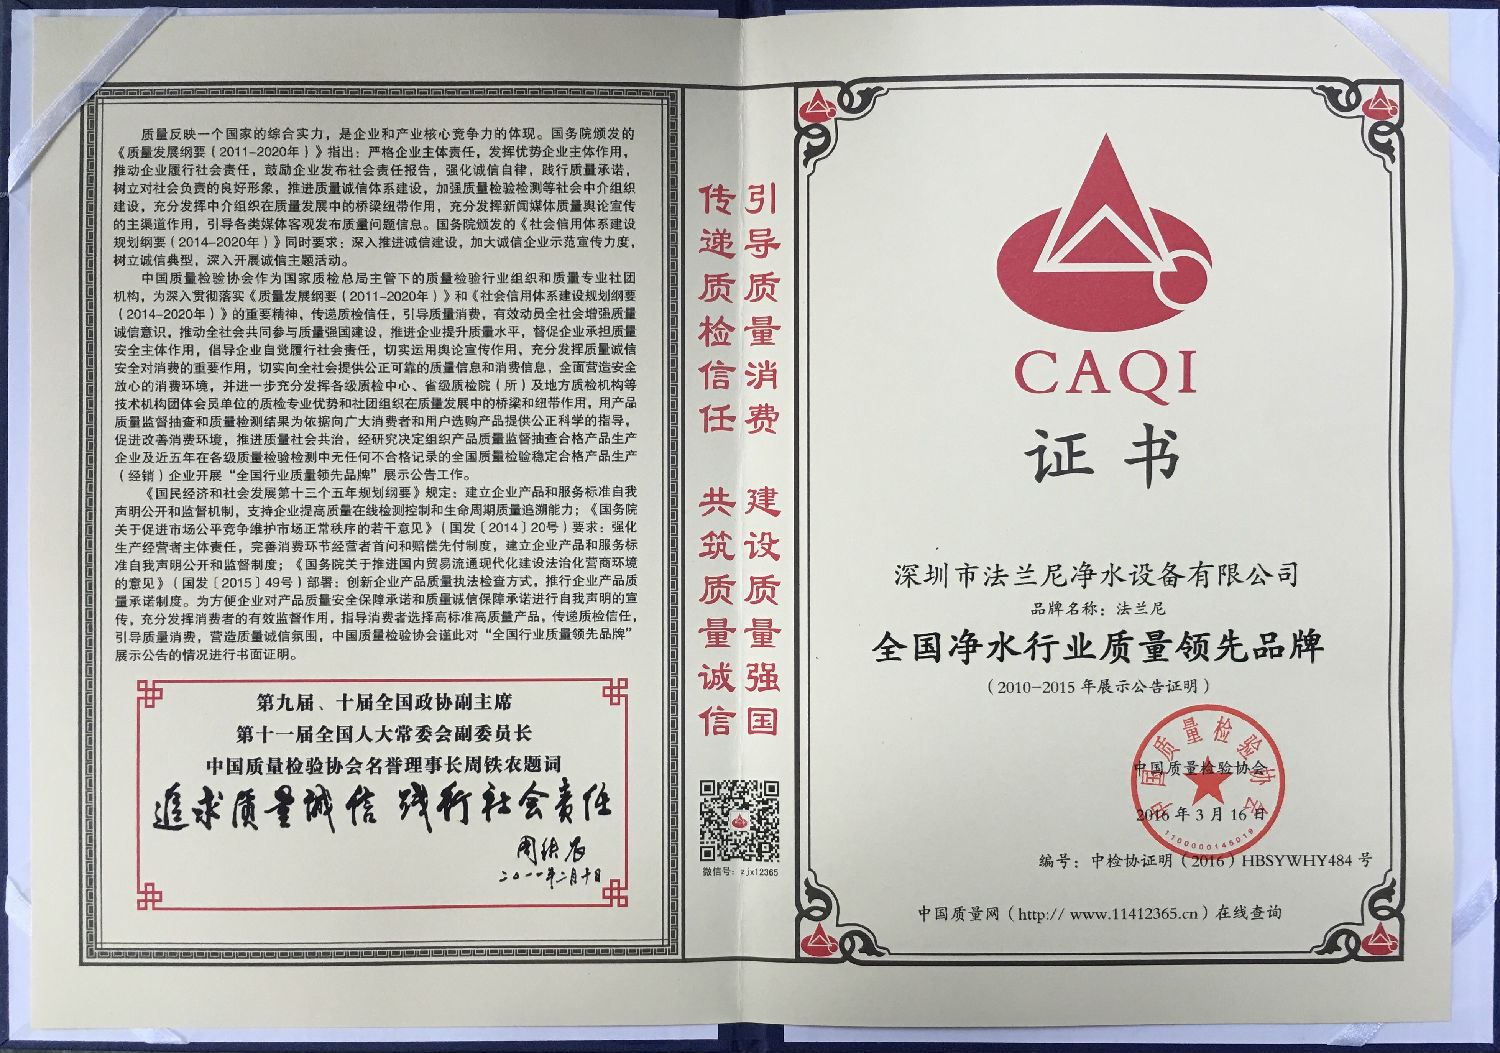 质量反映一个国家的综合实力，是企业和产业核心竞争力的体现。国务院颁发的
《质量发展纲要（2011-2020年）》指出：严格企业主体责任，发挥优势企业主体作用，
推动企业履行社会责任，鼓励企业发布社会责任报告，强化诚信自律，践行质量承诺，
树立对社会负责的良好形象，推进质量诚信体系建设，加强质量检验检测等社会中介组织
建设，充分发挥中介组织在质量发展中的桥梁纽带作用，充分发挥新闻媒体质量舆论宣传
的主渠道作用，引导各类媒体客观发布质量问题信息。国务院颁发的《社会信用体系建设
规划纲要（2014-2020年）》同时要求：深入推进诚信建设，加大诚信企业示范宣传力度，
树立诚信典型，深入开展诚信主题活动。
中国质量检验协会作为国家质检总局主管下的质量检验行业组织和质量专业社团
机构，为深入贯彻落实《质量发展纲要（2011-2020年）》和《社会信用体系建设规划纲要
（2014-2020年）》的重要精神，传递质检信任，引导质量消费，有效动员全社会增强质量
诚信意识，推动全社会共同参与质量强国建设，推进企业提升质量水平，督促企业承担质量
安全主体作用，倡导企业自觉履行社会责任，切实运用舆论宣传作用，充分发挥质量诚信
安全对消费的重要作用，切实向全社会提供公正可靠的质量信息和消费信息，全面营造安全
放心的消费环境，并进一步充分发挥各级质检中心、省级质检院（所）及地方质检机构等
技术机构团体会员单位的质检专业优势和社团组织在质量发展中的桥梁和纽带作用，用产品
质量监督抽查和质量检测结果为依据向广大消费者和用户选购产品提供公正科学的指导，
促进改善消费环境，推进质量社会共治，经研究决定组织产品质量监督抽查合格产品生产
企业及近五年在各级质量检验检测中无任何不合格记录的全国质量检验稳定合格产品生产
（经销）企业开展“全国行业质量领先品牌”展示公告工作。
《国民经济和社会发展第十三个五年规划纲要》规定：建立企业产品和服务标准自我
声明公开和监督机制，支持企业提高质量在线检测控制和生命周期质量追溯能力；《国务院
关于促进市场公平竞争维护市场正常秩序的若干意见》（国发〔2014〕20号）要求：强化
生产经营者主体责任，完善消费环节经营者首问和赔偿先付制度，建立企业产品和服务标
准自我声明公开和监督制度；《国务院关于推进国内贸易流通现代化建设法治化营商环境
的意见》（国发〔2015〕49号）部署：创新企业产品质量执法检查方式，推行企业产品质
量承诺制度。为方便企业对产品质量安全保障承诺和质量诚信保障承诺进行自我声明的宣
传，充分发挥消费者的有效监督作用，指导消费者选择高标准高质量产品，传递质检信任，
引导质量消费，营造质量诚信氛围，中国质量检验协会谨此对“全国行业质量领先品牌”
展示公告的情况进行书面证明。
第九届、十届全国政协副主席
第十一届全国人大常委会副委员长
中国质量检验协会名誉理事长周铁农题词
追求质量诚信 践行社会责任
周铁农
二〇一一年二月十日
引导质量消费 建设质量强国
传递质检信任 共筑质量诚信
微信号：zjx12365
CAQI
证书
深圳市法兰尼净水设备有限公司
品牌名称：法兰尼
全国净水行业质量领先品牌
（2010-2015 年展示公告证明）
中国质量检验协会
中国质量检验协会
2016 年 3 月 16 日
1100000145019
编号：中检协证明（2016）HBSYWHY484 号
中国质量网（http:// www.11412365.cn）在线查询